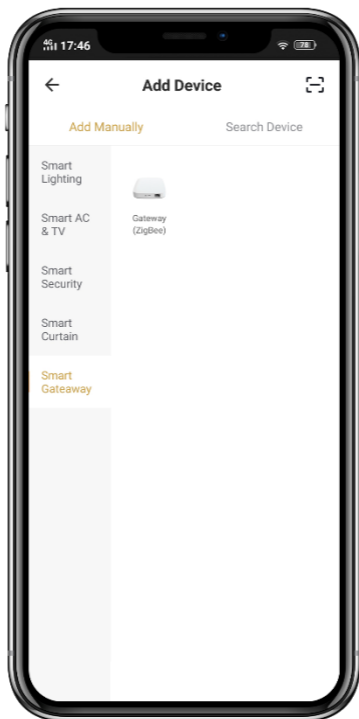 4G 17:46 78
Add Device
Add Manually Search Device
Smart
Lighting
Smart AC
& TV
Smart
Security
Smart
Curtain
Smart
Gateaway
Gateway
(ZigBee)